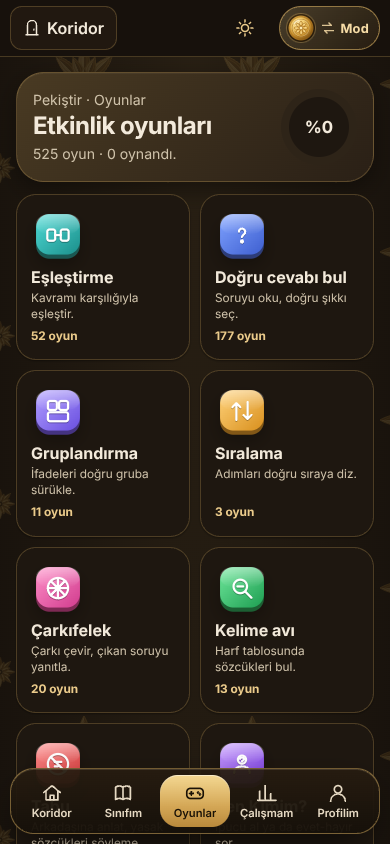 Koridor
Mod
Pekiştir · Oyunlar
Etkinlik oyunları
525 oyun · 0 oynandı.
%0
Eşleştirme
Kavramı karşılığıyla
eşleştir.
52 oyun
Doğru cevabı bul
Soruyu oku, doğru şıkkı
seç.
177 oyun
Gruplandırma
İfadeleri doğru gruba
sürükle.
11 oyun
Sıralama
Adımları doğru sıraya diz.
3 oyun
Çarkıfelek
Çarkı çevir, çıkan soruyu
yanıtla.
20 oyun
Kelime avı
Harf tablosunda
sözcükleri bul.
13 oyun
Koridor
Sınıfım
Oyunlar
Çalışmam
Profilim